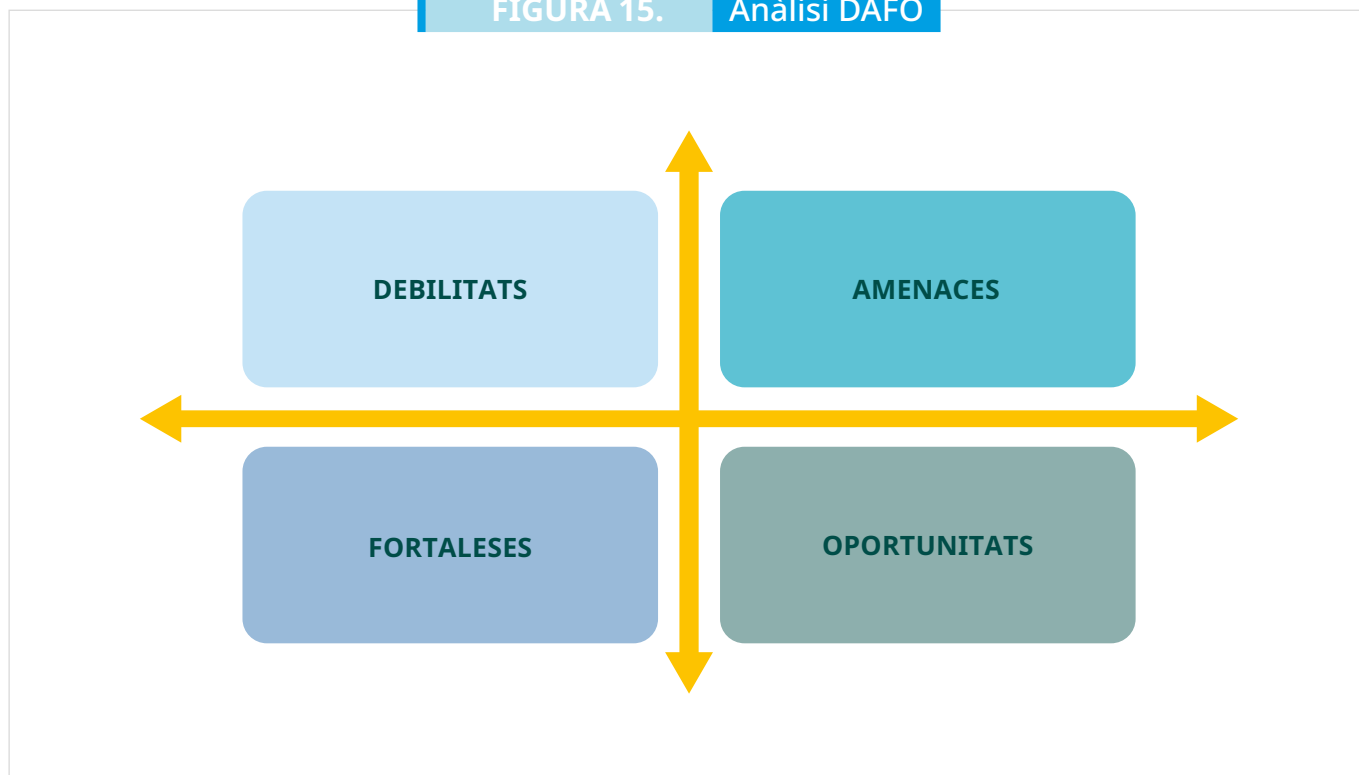 FIGURA 15. Anàlisi DAFO
DEBILITATS
AMENACES
FORTALESES
OPORTUNITATS